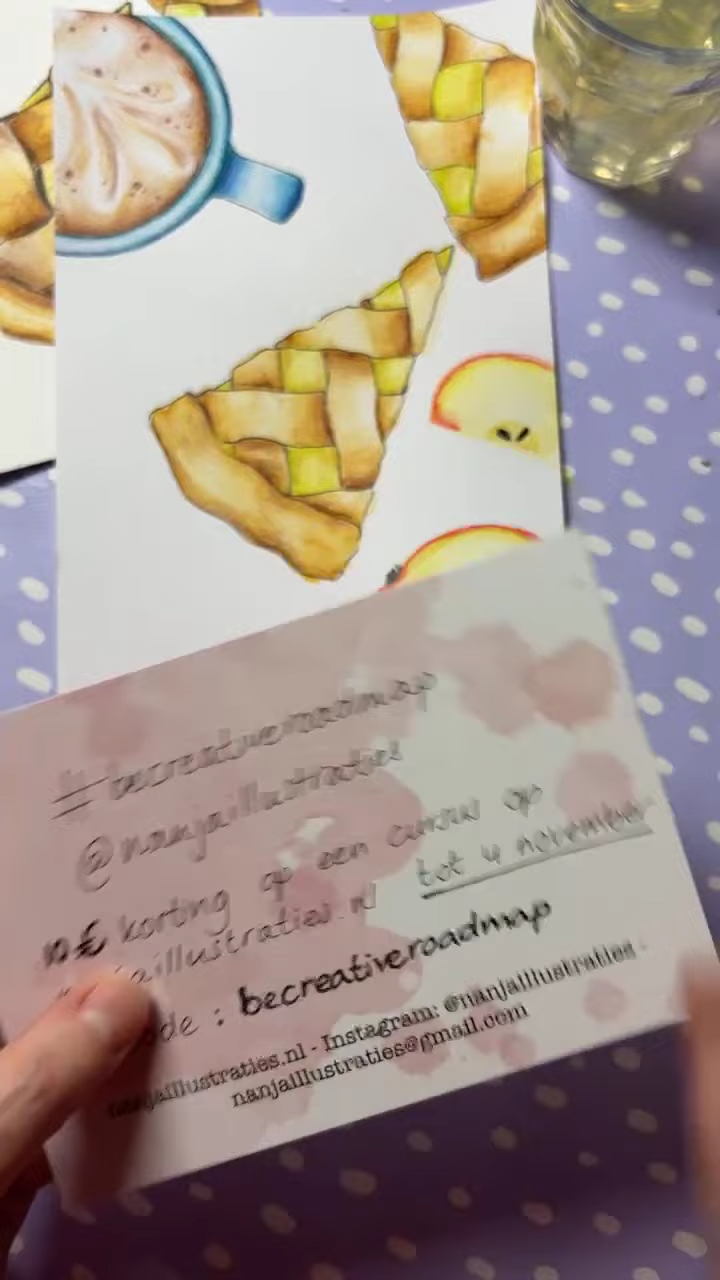 #becreativeroadmap
@nanjaillustraties
10€ korting op een cursus op
nanjaillustraties.nl tot 4 november
code : becreativeroadmap
nanjaillustraties.nl - Instagram: @nanjaillustraties -
nanjaillustraties@gmail.com